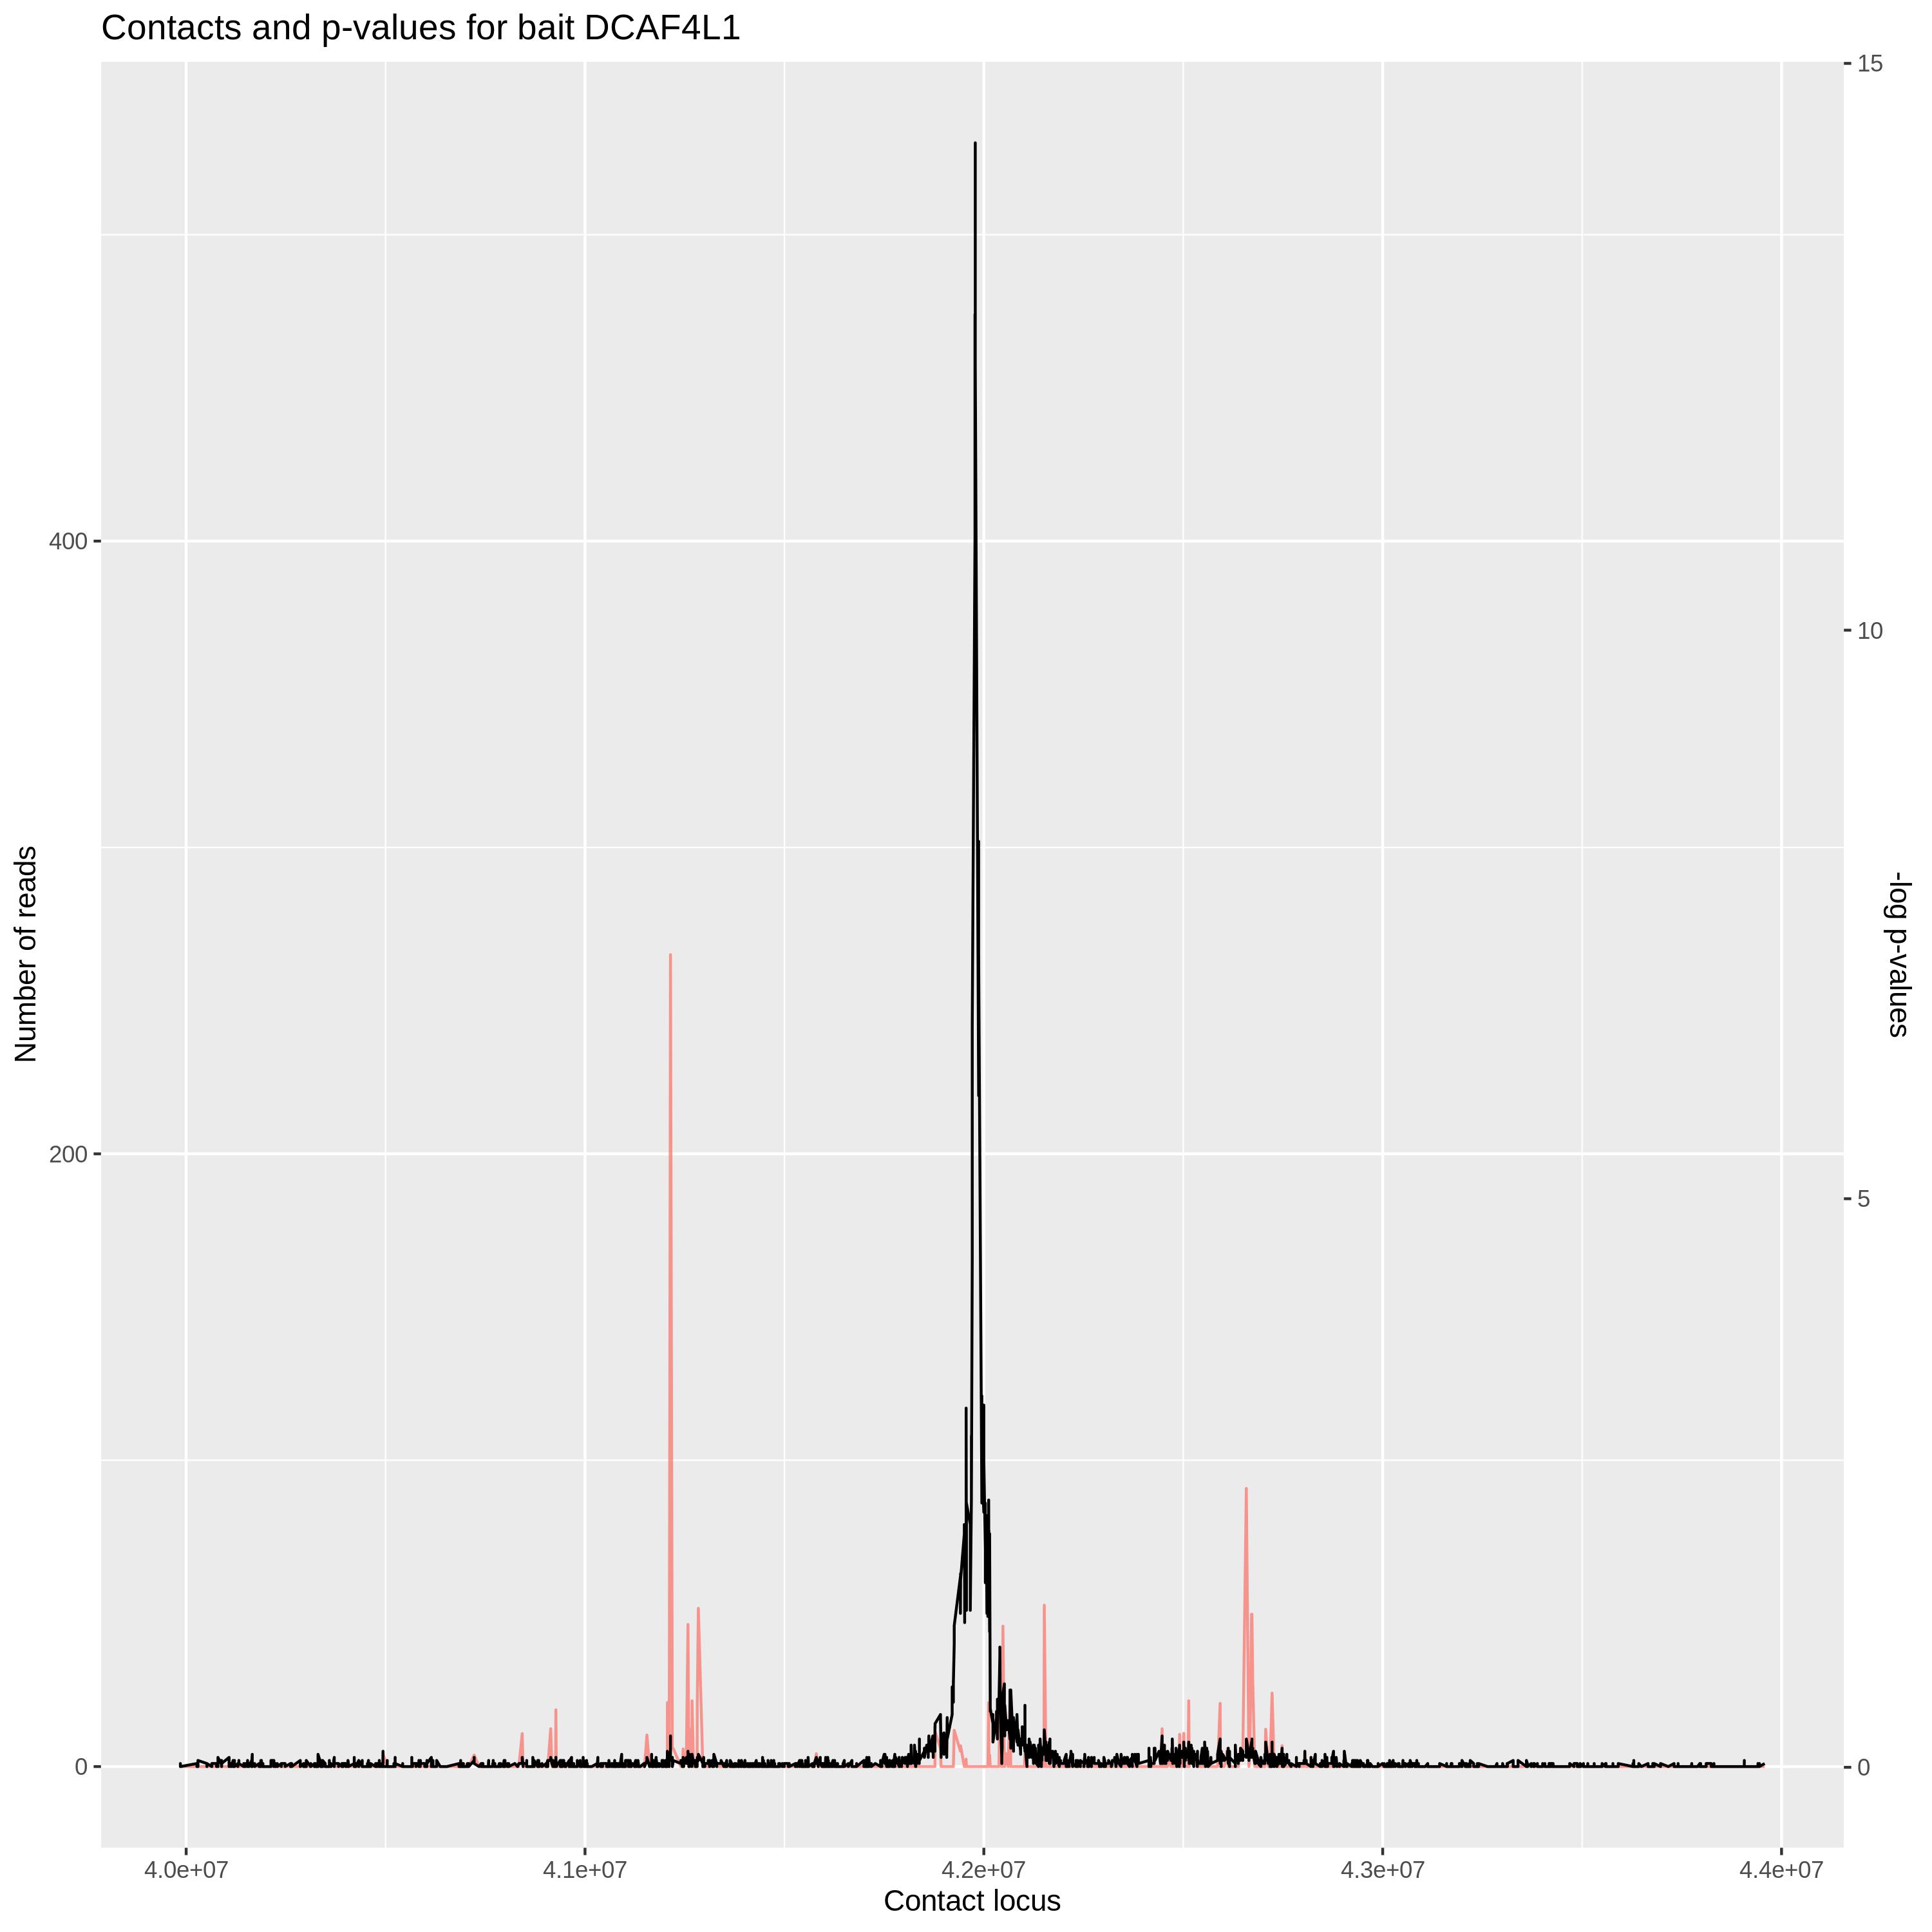 Contacts and p-values for bait DCAF4L1
15
10
5
0
400
200
0
Number of reads
-log p-values
4.0e+07
4.1e+07
4.2e+07
4.3e+07
4.4e+07
Contact locus